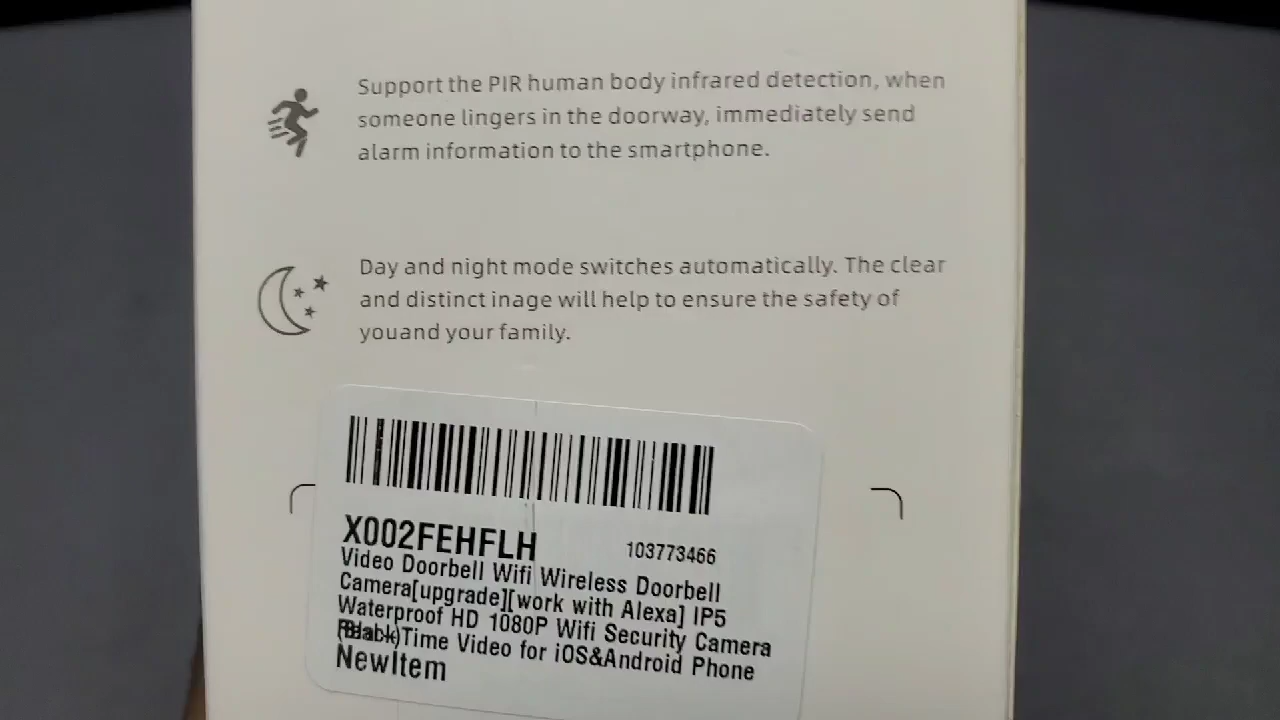 Support the PIR human body infrared detection, when
someone lingers in the doorway, immediately send
alarm information to the smartphone.
Day and night mode switches automatically. The clear
and distinct inage will help to ensure the safety of
youand your family.
X002FEHFLH
103773466
Video Doorbell Wifi Wireless Doorbell
Camera[upgrade][work with Alexa] IP5
Waterproof HD 1080P Wifi Security Camera
Time Video for iOS&Android Phone
NewItem